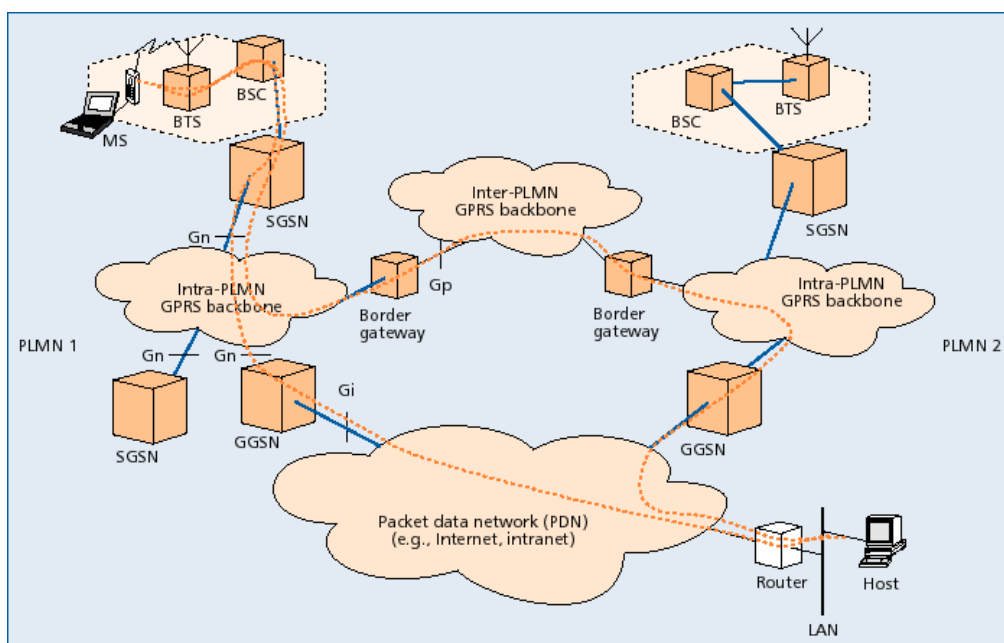 BSC
BTS
MS
SGSN
Gn
Inter-PLMN
GPRS backbone
BSC
BTS
SGSN
Intra-PLMN
GPRS backbone
Gp
Border
gateway
Border
gateway
Intra-PLMN
GPRS backbone
PLMN 1
Gn
Gn
PLMN 2
SGSN
GGSN
Gi
GGSN
Packet data network (PDN)
(e.g., Internet, intranet)
Router
Host
LAN